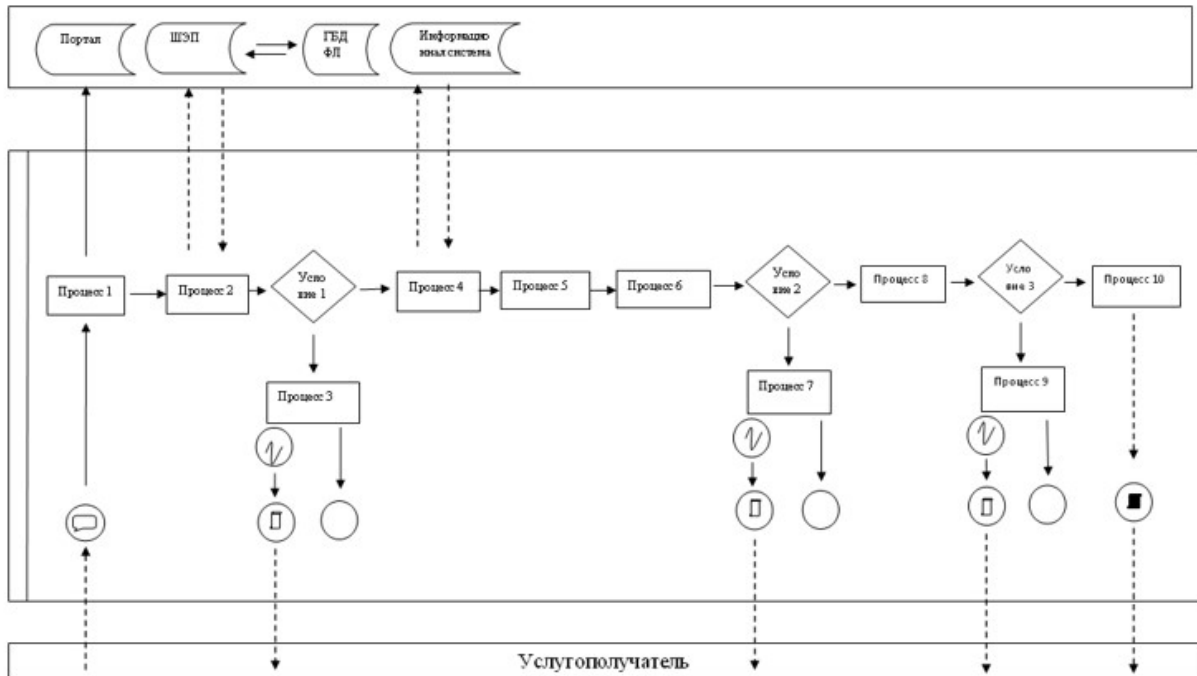 Портал
ШЭП
ГБД
ФЛ
Информацио
нная система
Процесс 1
Процесс 2
Усло
вие 1
Процесс 4
Процесс 5
Процесс 6
Усло
вие 2
Процесс 8
Усло
вие 3
Процесс 10
Процесс 3
Процесс 7
Процесс 9
Услугополучатель